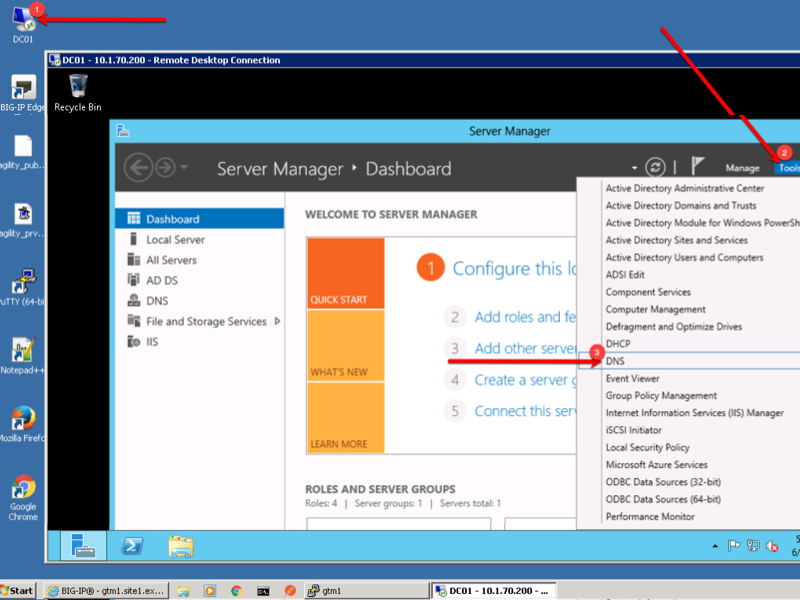 1
DC01
DC01 - 10.1.70.200 - Remote Desktop Connection
BIG-IP Edge
Recycle Bin
agility_pub..
agility_prv..
PuTTY (64-bi
Notepad++
Mozilla Firefo
Google
Chrome
Server Manager
Server Manager ‣ Dashboard
Manage
2
Tools
Dashboard
Local Server
All Servers
AD DS
DNS
File and Storage Services
IIS
WELCOME TO SERVER MANAGER
QUICK START
WHAT'S NEW
LEARN MORE
1 Configure this lo
2 Add roles and fe
3 Add other server
4 Create a server g
5 Connect this serv
ROLES AND SERVER GROUPS
Roles: 4 | Server groups: 1 | Servers total: 1
Active Directory Administrative Center
Active Directory Domains and Trusts
Active Directory Module for Windows PowerSh
Active Directory Sites and Services
Active Directory Users and Computers
ADSI Edit
Component Services
Computer Management
Defragment and Optimize Drives
DHCP
3
DNS
Event Viewer
Group Policy Management
Internet Information Services (IIS) Manager
iSCSI Initiator
Local Security Policy
Microsoft Azure Services
ODBC Data Sources (32-bit)
ODBC Data Sources (64-bit)
Performance Monitor
5
6/
Start
BIG-IP® - gtm1.site1.ex...
gtm1
DC01 - 10.1.70.200 - ...